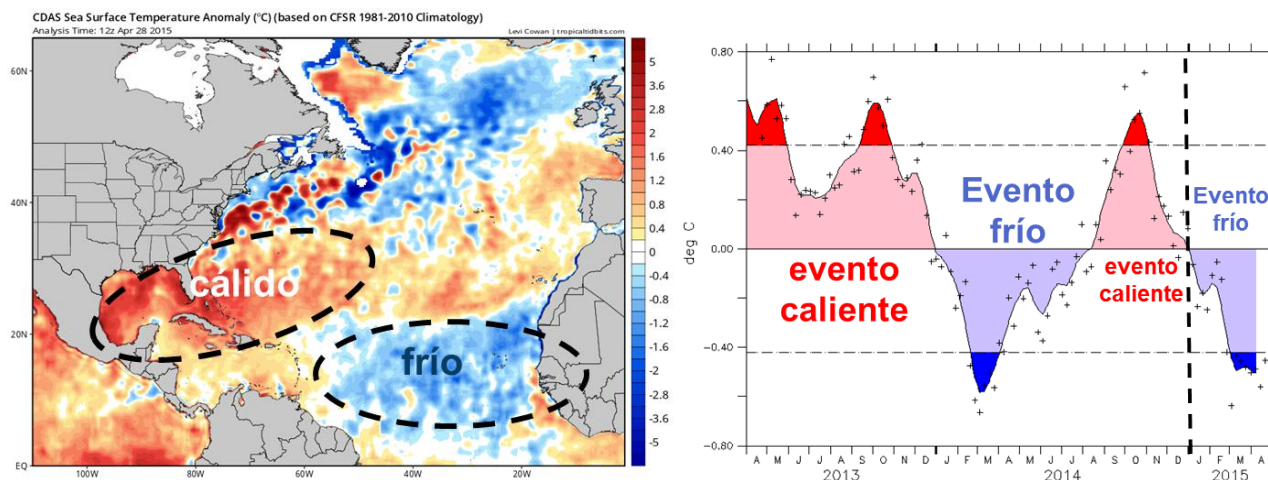 CDAS Sea Surface Temperature Anomaly (°C) (based on CFSR 1981-2010 Climatology)
Analysis Time: 12z Apr 28 2015
Levi Cowan | tropicaltidbits.com
60N
50N
40N
30N
20N
10N
EQ
100W
80W
60W
40W
20W
cálido
frío
5
3.6
2.8
2
1.6
1.2
0.8
0.4
0
-0.4
-0.8
-1.2
-1.6
-2
-2.8
-3.6
-5
deg C
0.80
0.40
0.00
-0.40
-0.80
Evento
frío
Evento
frío
evento
caliente
evento
caliente
A M J J A S O N D J F M A M J J A S O N D J F M A
2013 2014 2015